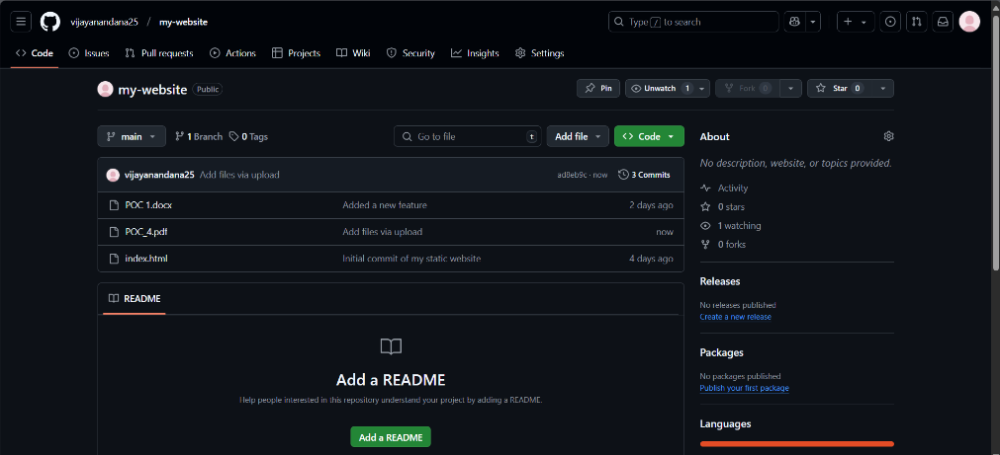 vijayanandana25 / my-website
Type / to search
Code Issues Pull requests Actions Projects Wiki Security Insights Settings
my-website Public
Pin Unwatch 1 Fork 0 Star 0
main 1 Branch 0 Tags
Go to file t Add file Code
vijayanandana25 Add files via upload ad8eb9c · now 3 Commits
POC 1.docx Added a new feature 2 days ago
POC_4.pdf Add files via upload now
index.html Initial commit of my static website 4 days ago
README
Add a README
Help people interested in this repository understand your project by adding a README.
Add a README
About
No description, website, or topics provided.
Activity
0 stars
1 watching
0 forks
Releases
No releases published
Create a new release
Packages
No packages published
Publish your first package
Languages